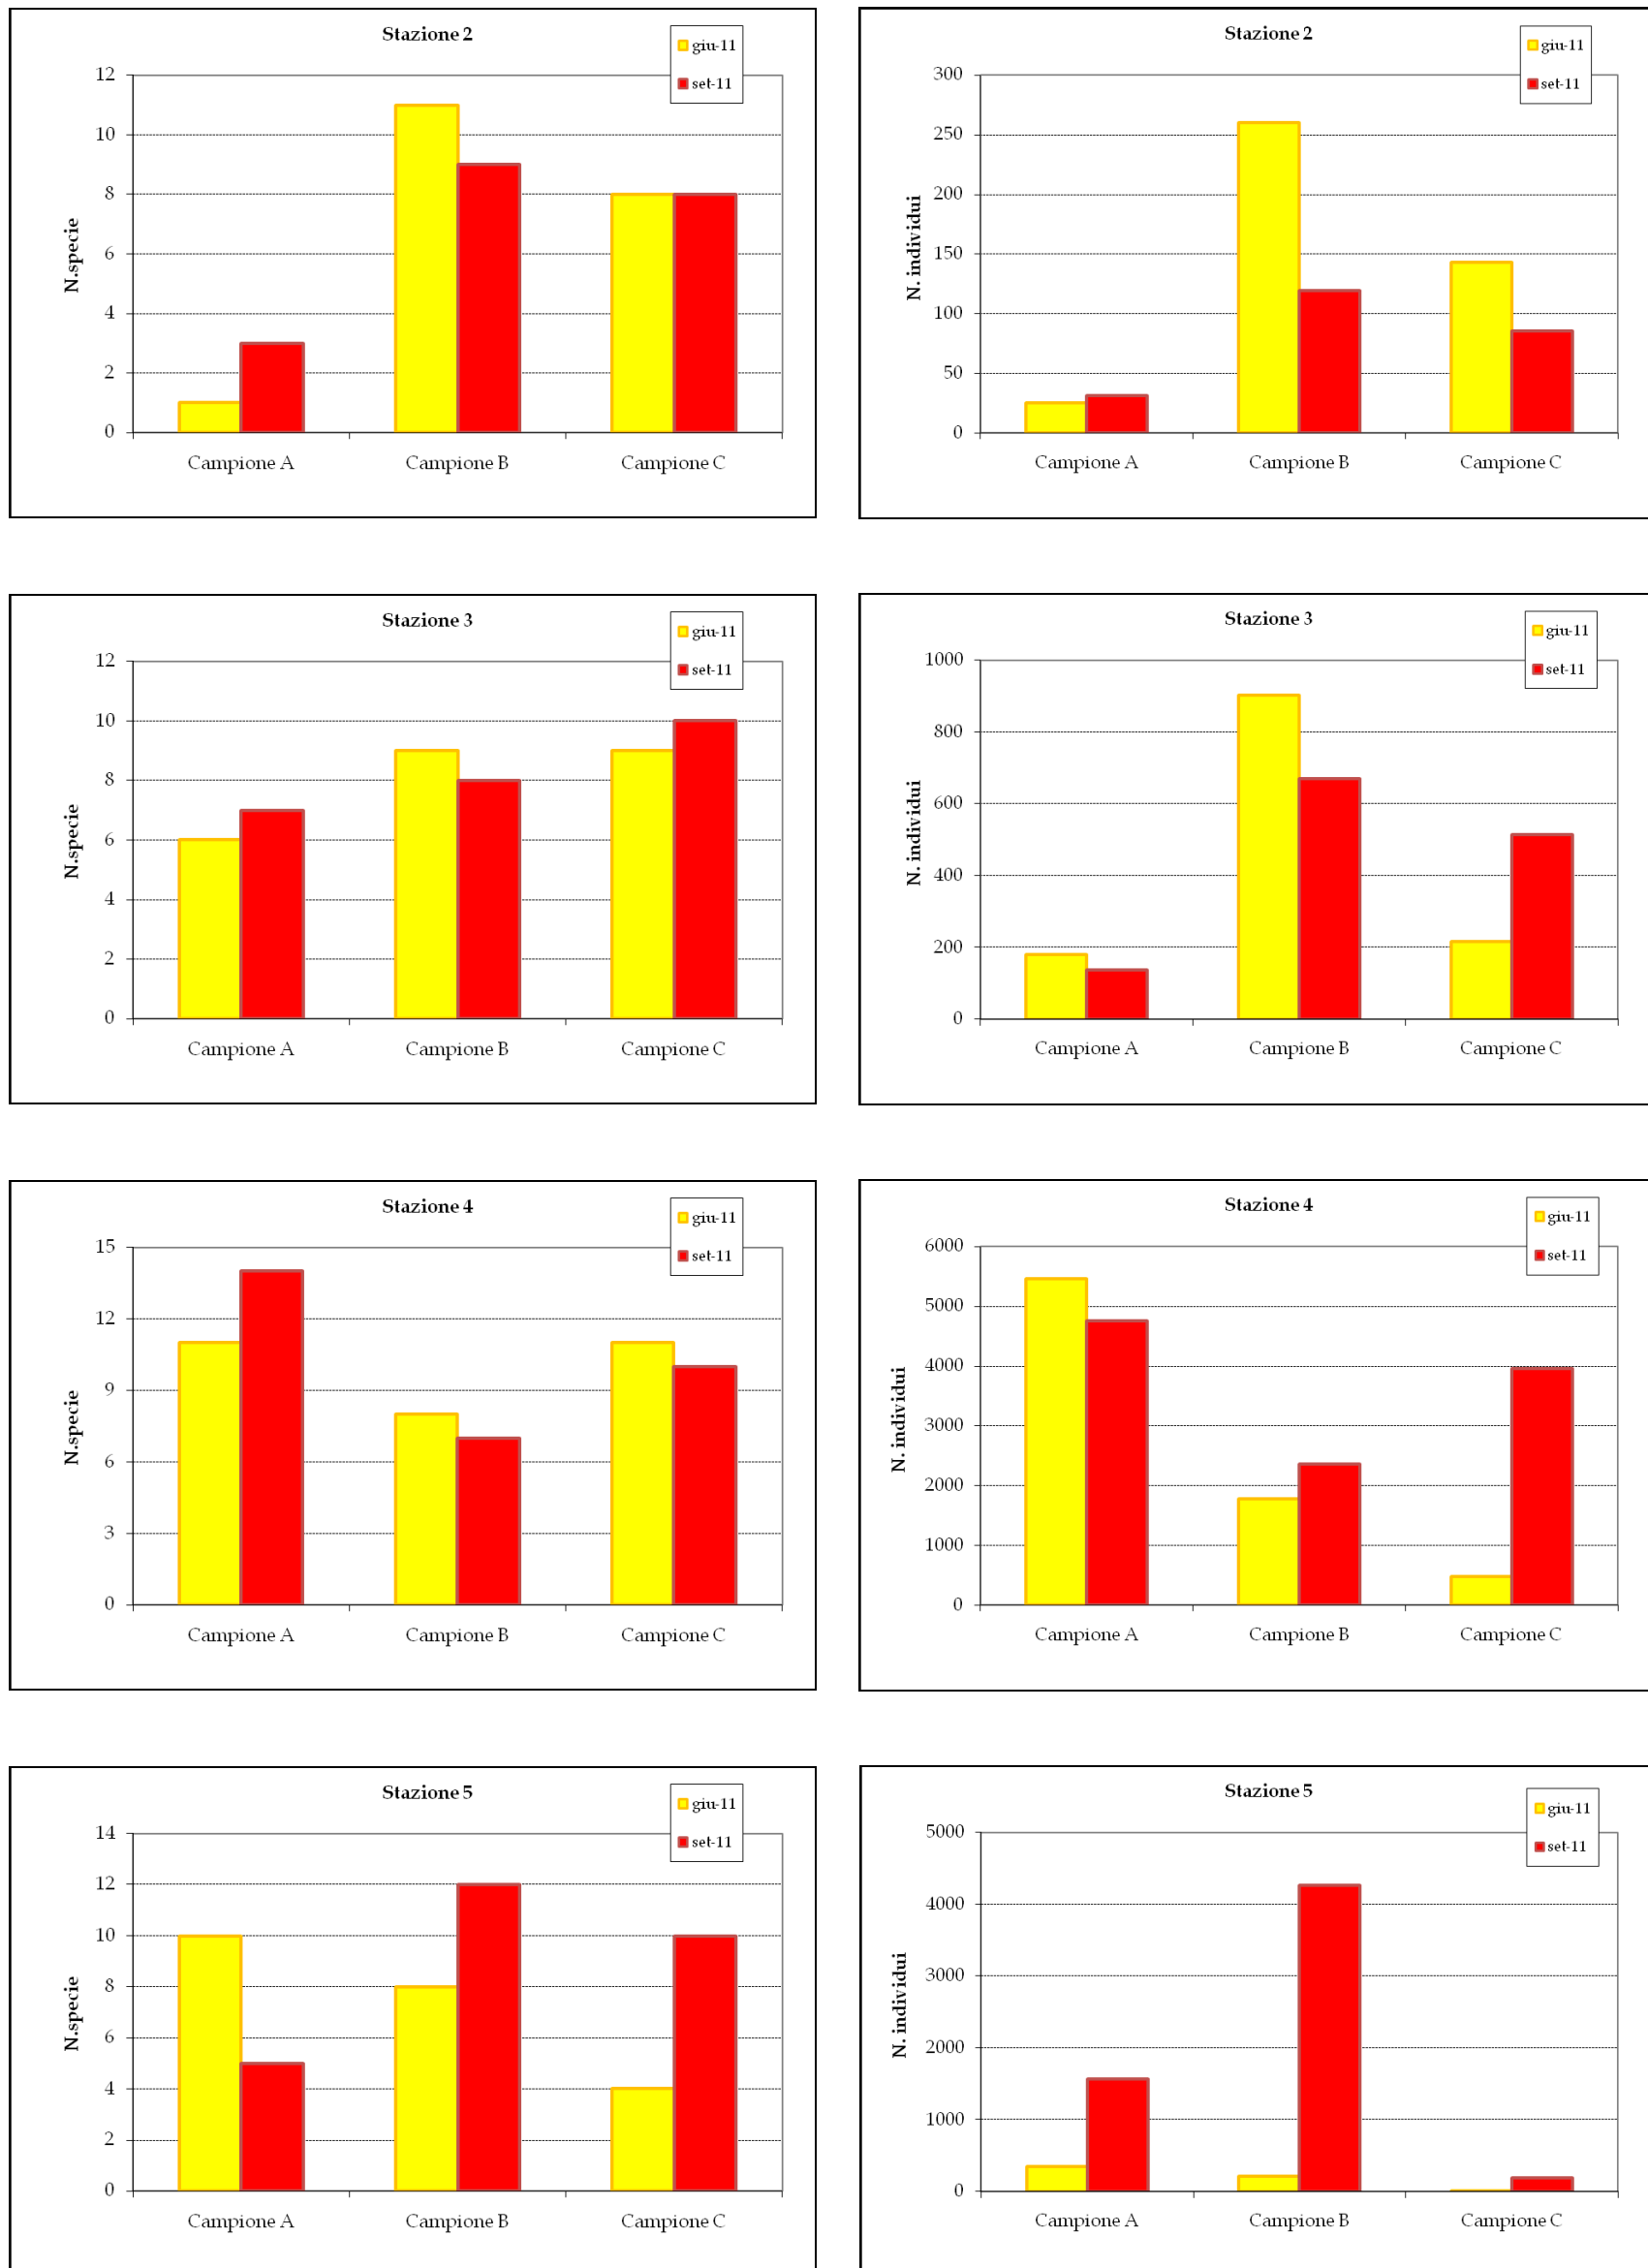 Stazione 2
giu-11
set-11
12
10
8
6
4
2
0
N.specie
Campione A Campione B Campione C
Stazione 2
giu-11
set-11
300
250
200
150
100
50
0
N. individui
Campione A Campione B Campione C
Stazione 3
giu-11
set-11
12
10
8
6
4
2
0
N.specie
Campione A Campione B Campione C
Stazione 3
giu-11
set-11
1000
800
600
400
200
0
N. individui
Campione A Campione B Campione C
Stazione 4
giu-11
set-11
15
12
9
6
3
0
N.specie
Campione A Campione B Campione C
Stazione 4
giu-11
set-11
6000
5000
4000
3000
2000
1000
0
N. individui
Campione A Campione B Campione C
Stazione 5
giu-11
set-11
14
12
10
8
6
4
2
0
N.specie
Campione A Campione B Campione C
Stazione 5
giu-11
set-11
5000
4000
3000
2000
1000
0
N. individui
Campione A Campione B Campione C